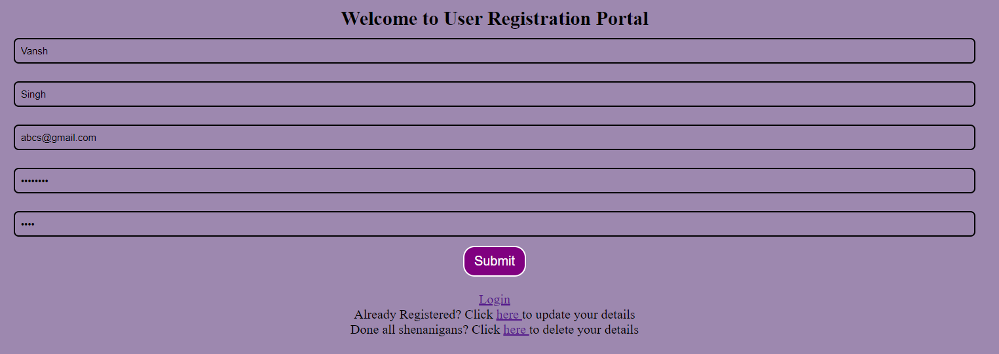 Welcome to User Registration Portal
Vansh
Singh
abcs@gmail.com
••••••••
••••
Submit
Login
Already Registered? Click here to update your details
Done all shenanigans? Click here to delete your details